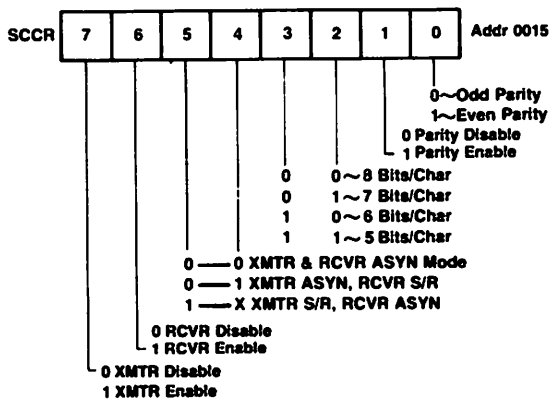 SCCR 7 6 5 4 3 2 1 0 Addr 0015
0~Odd Parity
1~Even Parity
0 Parity Disable
1 Parity Enable
0 0~8 Bits/Char
0 1~7 Bits/Char
1 0~6 Bits/Char
1 1~5 Bits/Char
0 — 0 XMTR & RCVR ASYN Mode
0 — 1 XMTR ASYN, RCVR S/R
1 — X XMTR S/R, RCVR ASYN
0 RCVR Disable
1 RCVR Enable
0 XMTR Disable
1 XMTR Enable